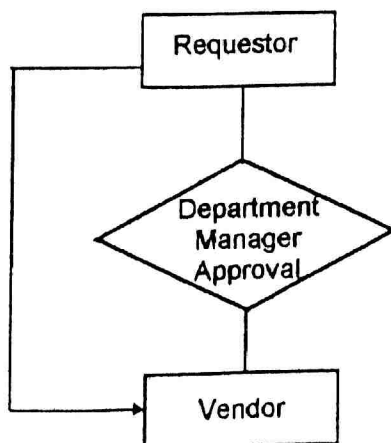 Requestor
Department
Manager
Approval
Vendor